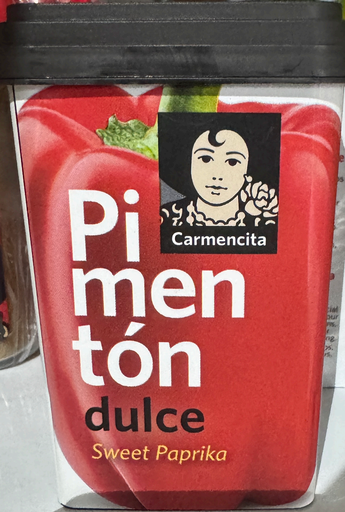 Carmencita
Pi
men
tón
dulce
Sweet Paprika